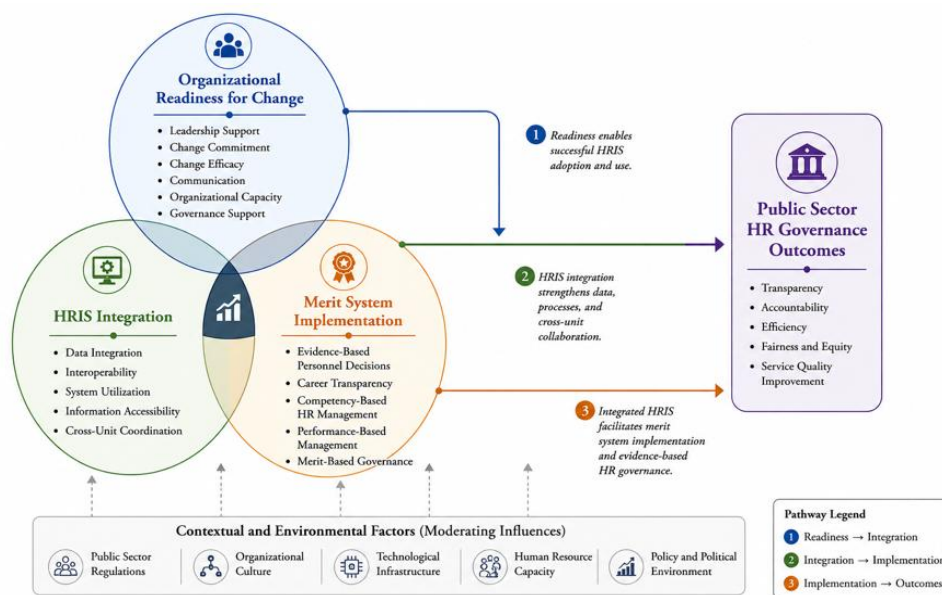 Organizational
Readiness for Change
• Leadership Support
• Change Commitment
• Change Efficacy
• Communication
• Organizational Capacity
• Governance Support
HRIS Integration
• Data Integration
• Interoperability
• System Utilization
• Information Accessibility
• Cross-Unit Coordination
Merit System
Implementation
• Evidence-Based
Personnel Decisions
• Career Transparency
• Competency-Based
HR Management
• Performance-Based
Management
• Merit-Based Governance
1 Readiness enables
successful HRIS
adoption and use.
2 HRIS integration
strengthens data,
processes, and
cross-unit
collaboration.
3 Integrated HRIS
facilitates merit
system implementation
and evidence-based
HR governance.
Public Sector
HR Governance
Outcomes
• Transparency
• Accountability
• Efficiency
• Fairness and Equity
• Service Quality
Improvement
Contextual and Environmental Factors (Moderating Influences)
Public Sector
Regulations
Organizational
Culture
Technological
Infrastructure
Human Resource
Capacity
Policy and Political
Environment
Pathway Legend
1 Readiness → Integration
2 Integration → Implementation
3 Implementation → Outcomes